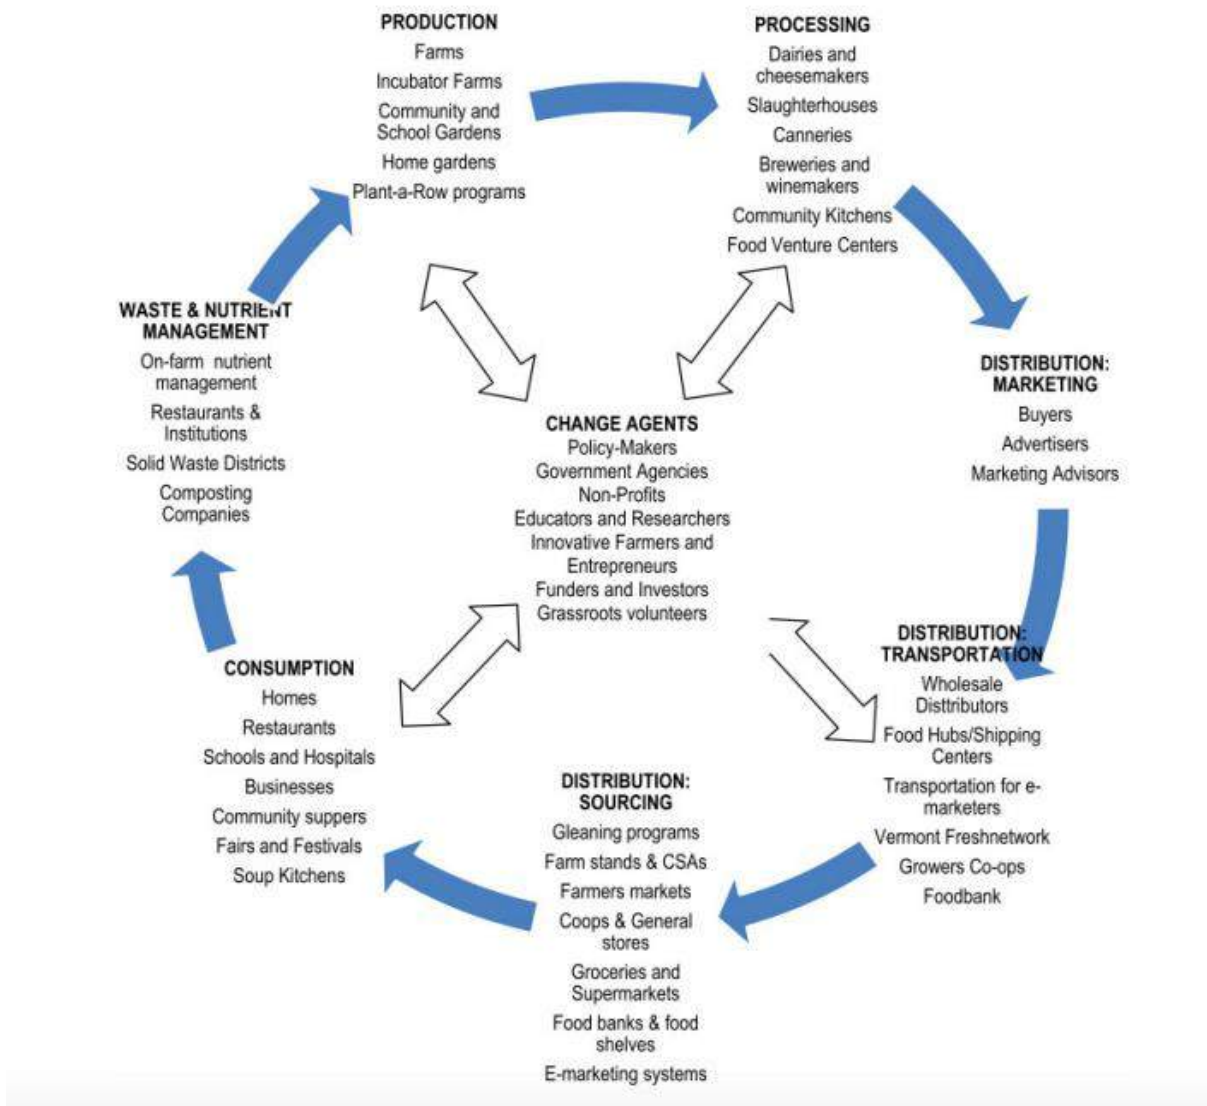 PRODUCTION
Farms
Incubator Farms
Community and
School Gardens
Home gardens
Plant-a-Row programs
PROCESSING
Dairies and
cheesemakers
Slaughterhouses
Canneries
Breweries and
winemakers
Community Kitchens
Food Venture Centers
DISTRIBUTION:
MARKETING
Buyers
Advertisers
Marketing Advisors
DISTRIBUTION:
TRANSPORTATION
Wholesale
Disttributors
Food Hubs/Shipping
Centers
Transportation for e-
marketers
Vermont Freshnetwork
Growers Co-ops
Foodbank
DISTRIBUTION:
SOURCING
Gleaning programs
Farm stands & CSAs
Farmers markets
Coops & General
stores
Groceries and
Supermarkets
Food banks & food
shelves
E-marketing systems
CONSUMPTION
Homes
Restaurants
Schools and Hospitals
Businesses
Community suppers
Fairs and Festivals
Soup Kitchens
WASTE & NUTRIENT
MANAGEMENT
On-farm nutrient
management
Restaurants &
Institutions
Solid Waste Districts
Composting
Companies
CHANGE AGENTS
Policy-Makers
Government Agencies
Non-Profits
Educators and Researchers
Innovative Farmers and
Entrepreneurs
Funders and Investors
Grassroots volunteers